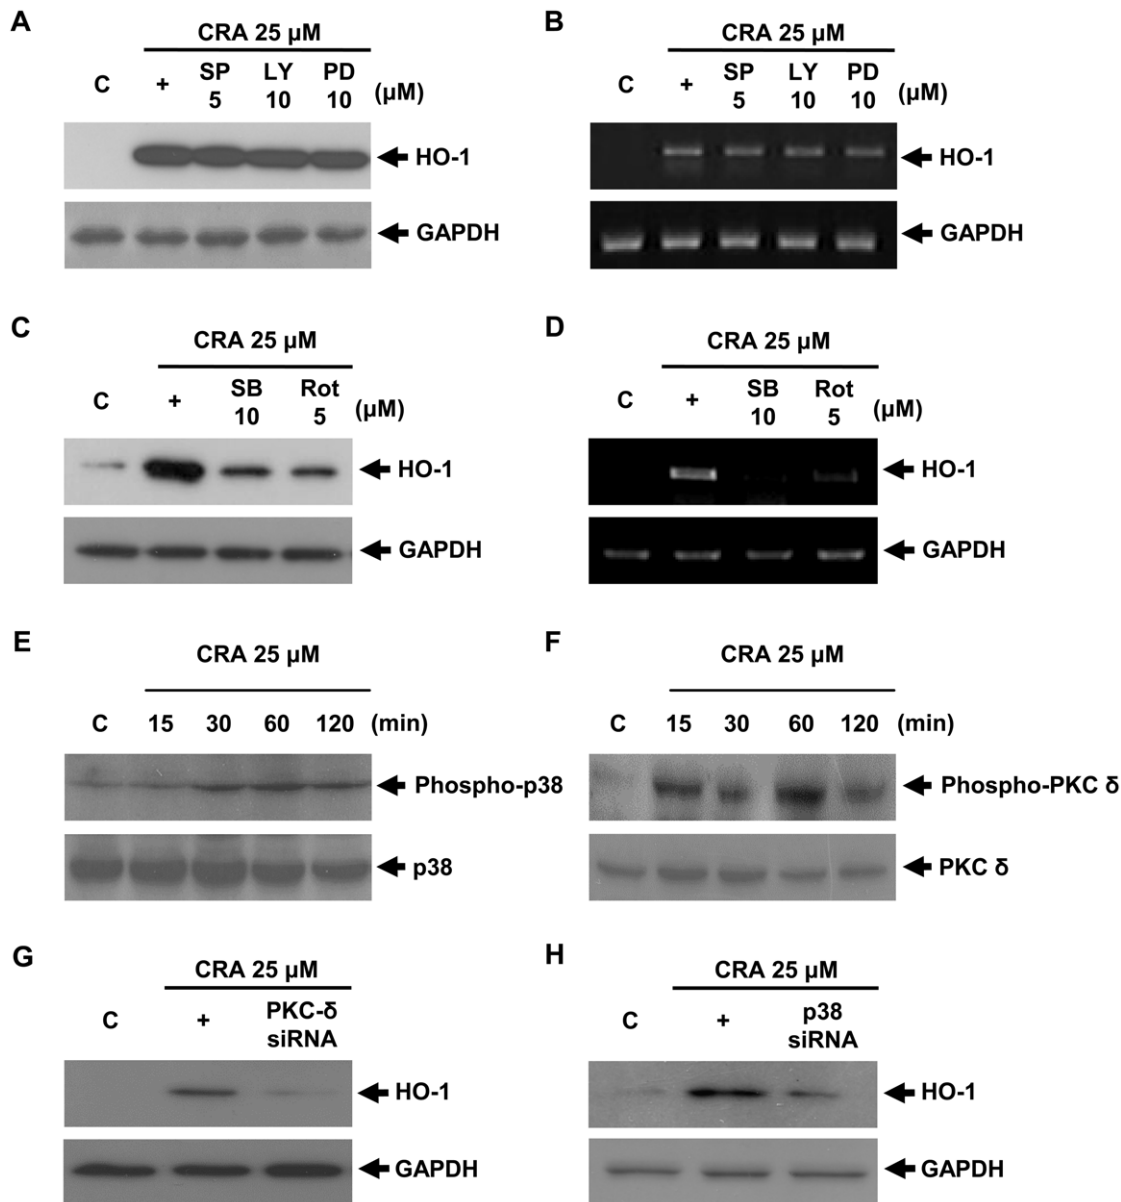 A
CRA 25 µM
C + SP LY PD
5 10 10 (µM)
HO-1
GAPDH
B
CRA 25 µM
C + SP LY PD
5 10 10 (µM)
HO-1
GAPDH
C
CRA 25 µM
C + SB Rot
10 5 (µM)
HO-1
GAPDH
D
CRA 25 µM
C + SB Rot
10 5 (µM)
HO-1
GAPDH
E
CRA 25 µM
C 15 30 60 120 (min)
Phospho-p38
p38
F
CRA 25 µM
C 15 30 60 120 (min)
Phospho-PKC δ
PKC δ
G
CRA 25 µM
C + PKC-δ
siRNA
HO-1
GAPDH
H
CRA 25 µM
C + p38
siRNA
HO-1
GAPDH